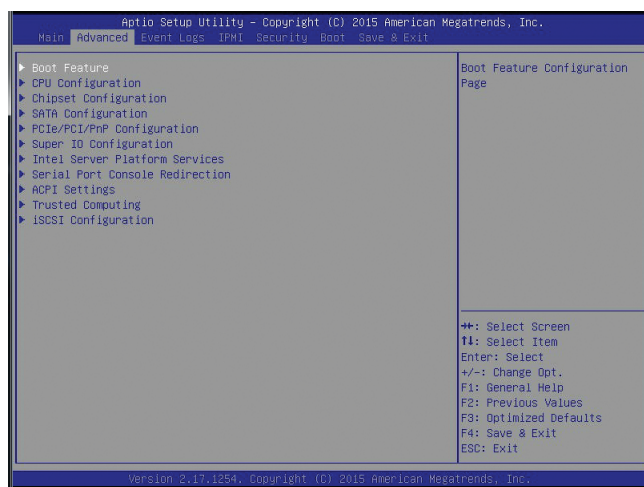 Aptio Setup Utility – Copyright (C) 2015 American Megatrends, Inc.
Main Advanced Event Logs IPMI Security Boot Save & Exit
▶ Boot Feature
▶ CPU Configuration
▶ Chipset Configuration
▶ SATA Configuration
▶ PCIe/PCI/PnP Configuration
▶ Super IO Configuration
▶ Intel Server Platform Services
▶ Serial Port Console Redirection
▶ ACPI Settings
▶ Trusted Computing
▶ iSCSI Configuration
Boot Feature Configuration
Page
→←: Select Screen
↑↓: Select Item
Enter: Select
+/-: Change Opt.
F1: General Help
F2: Previous Values
F3: Optimized Defaults
F4: Save & Exit
ESC: Exit
Version 2.17.1254. Copyright (C) 2015 American Megatrends, Inc.